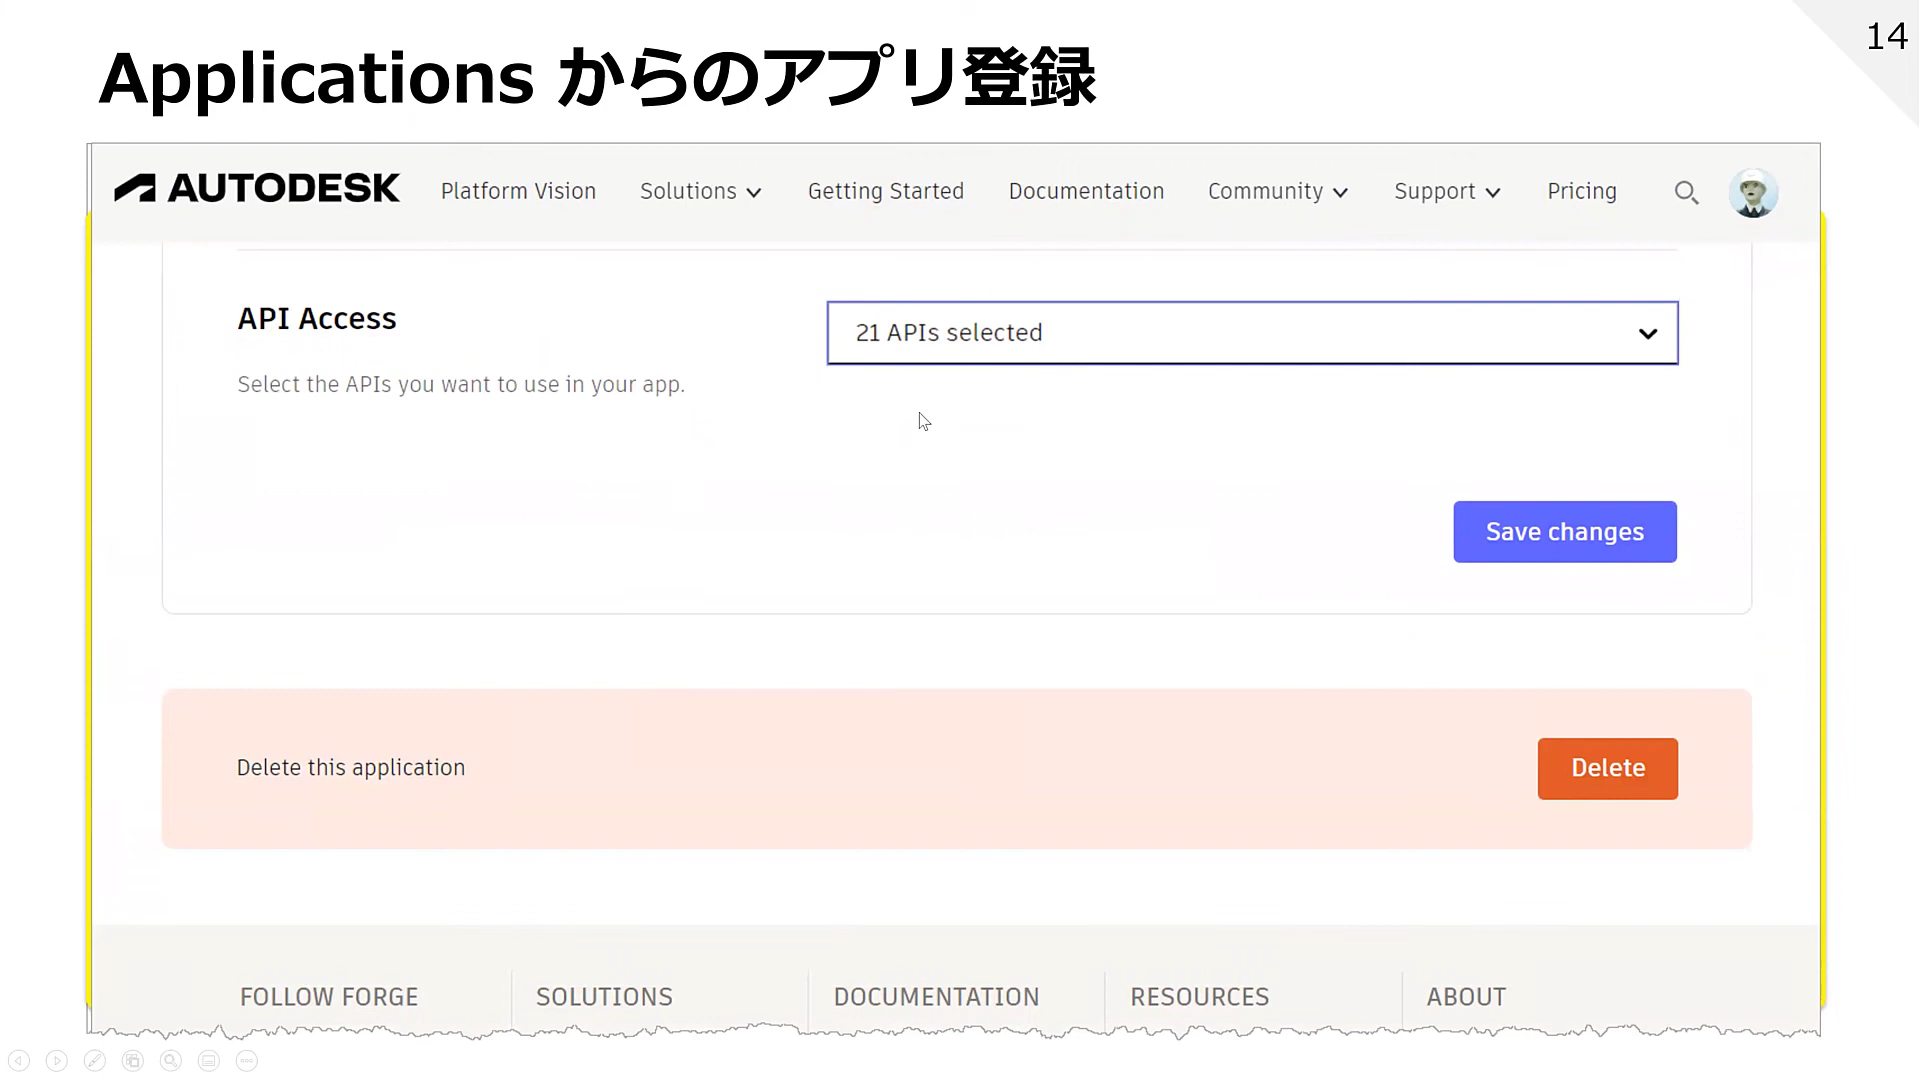 14
Applications からのアプリ登録
AUTODESK Platform Vision Solutions Getting Started Documentation Community Support Pricing
API Access
21 APIs selected
Select the APIs you want to use in your app.
Save changes
Delete this application
Delete
FOLLOW FORGE SOLUTIONS DOCUMENTATION RESOURCES ABOUT